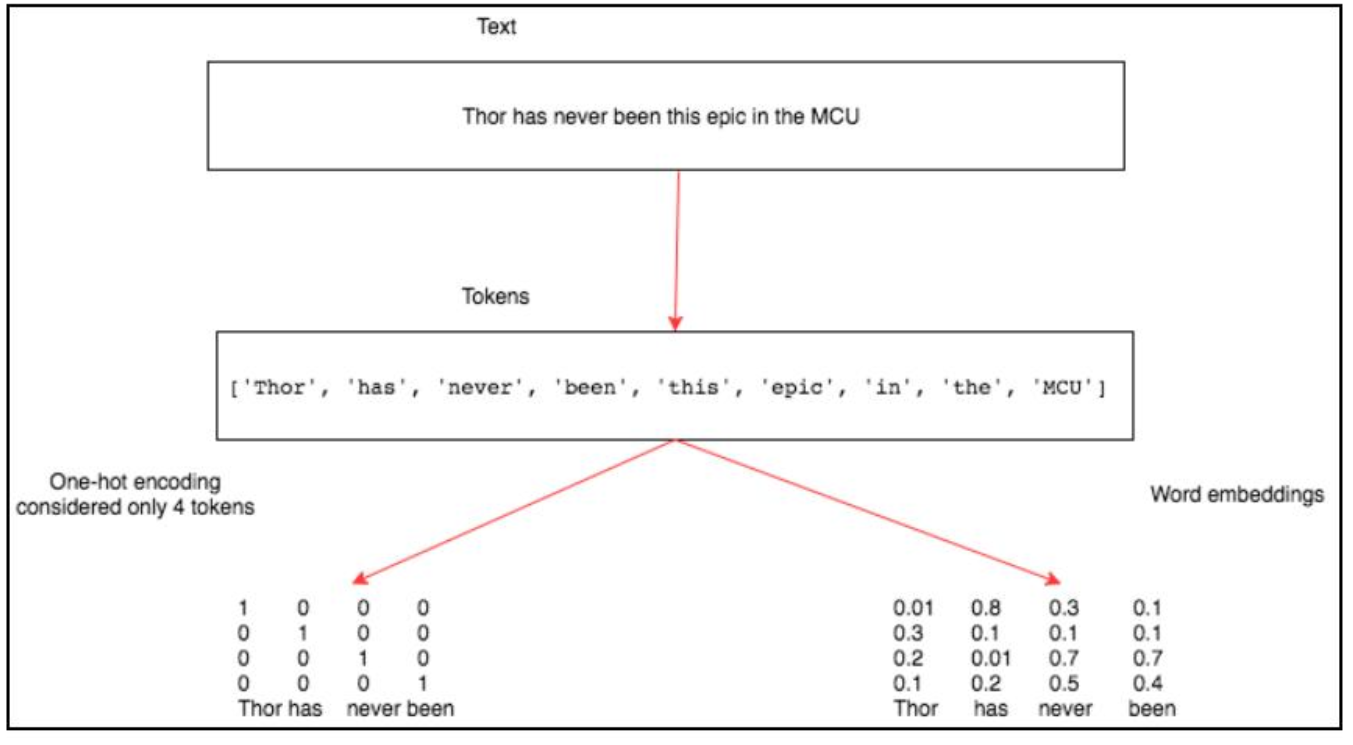 Text
Thor has never been this epic in the MCU
Tokens
['Thor', 'has', 'never', 'been', 'this', 'epic', 'in', 'the', 'MCU']
One-hot encoding
considered only 4 tokens
Word embeddings
1 0 0 0
0 1 0 0
0 0 1 0
0 0 0 1
Thor has never been
0.01 0.8 0.3 0.1
0.3 0.1 0.1 0.1
0.2 0.01 0.7 0.7
0.1 0.2 0.5 0.4
Thor has never been